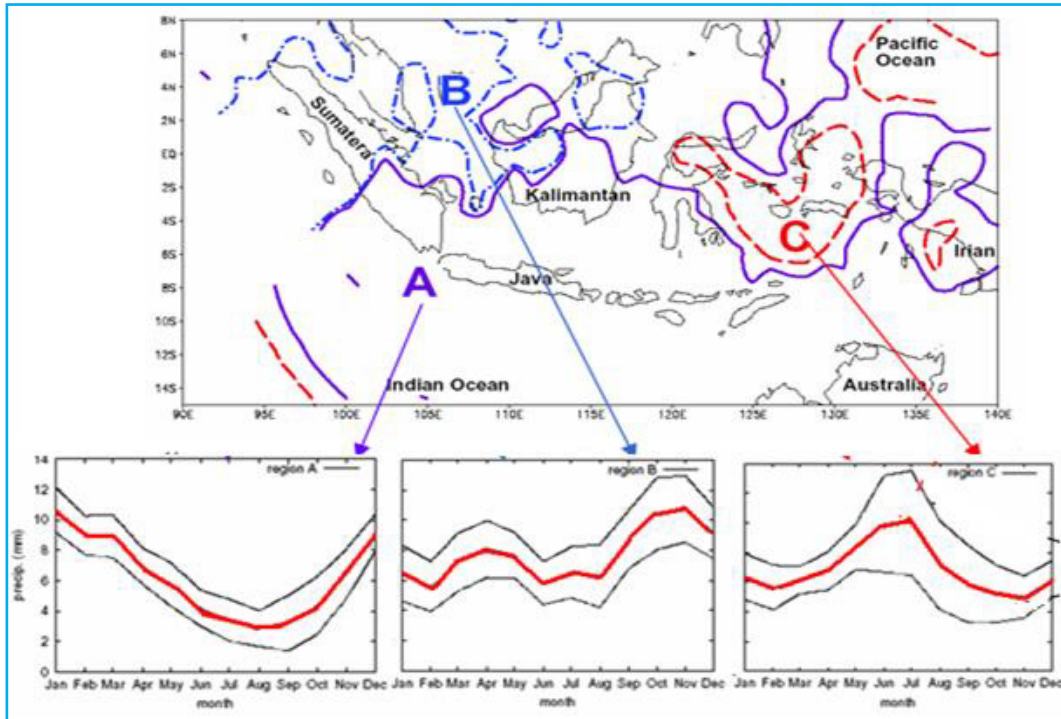 8N
6N
4N
2N
EQ
2S
4S
6S
8S
10S
12S
14S
90E
95E
100E
105E
110E
115E
120E
125E
130E
135E
140E
Pacific
Ocean
Sumatera
B
Kalimantan
C
Irian
A
Java
Indian Ocean
Australia
precip. (mm)
14
12
10
8
6
4
2
0
region A
Jan Feb Mar Apr May Jun Jul Aug Sep Oct Nov Dec
month
region B
Jan Feb Mar Apr May Jun Jul Aug Sep Oct Nov Dec
month
region C
Jan Feb Mar Apr May Jun Jul Aug Sep Oct Nov Dec
month